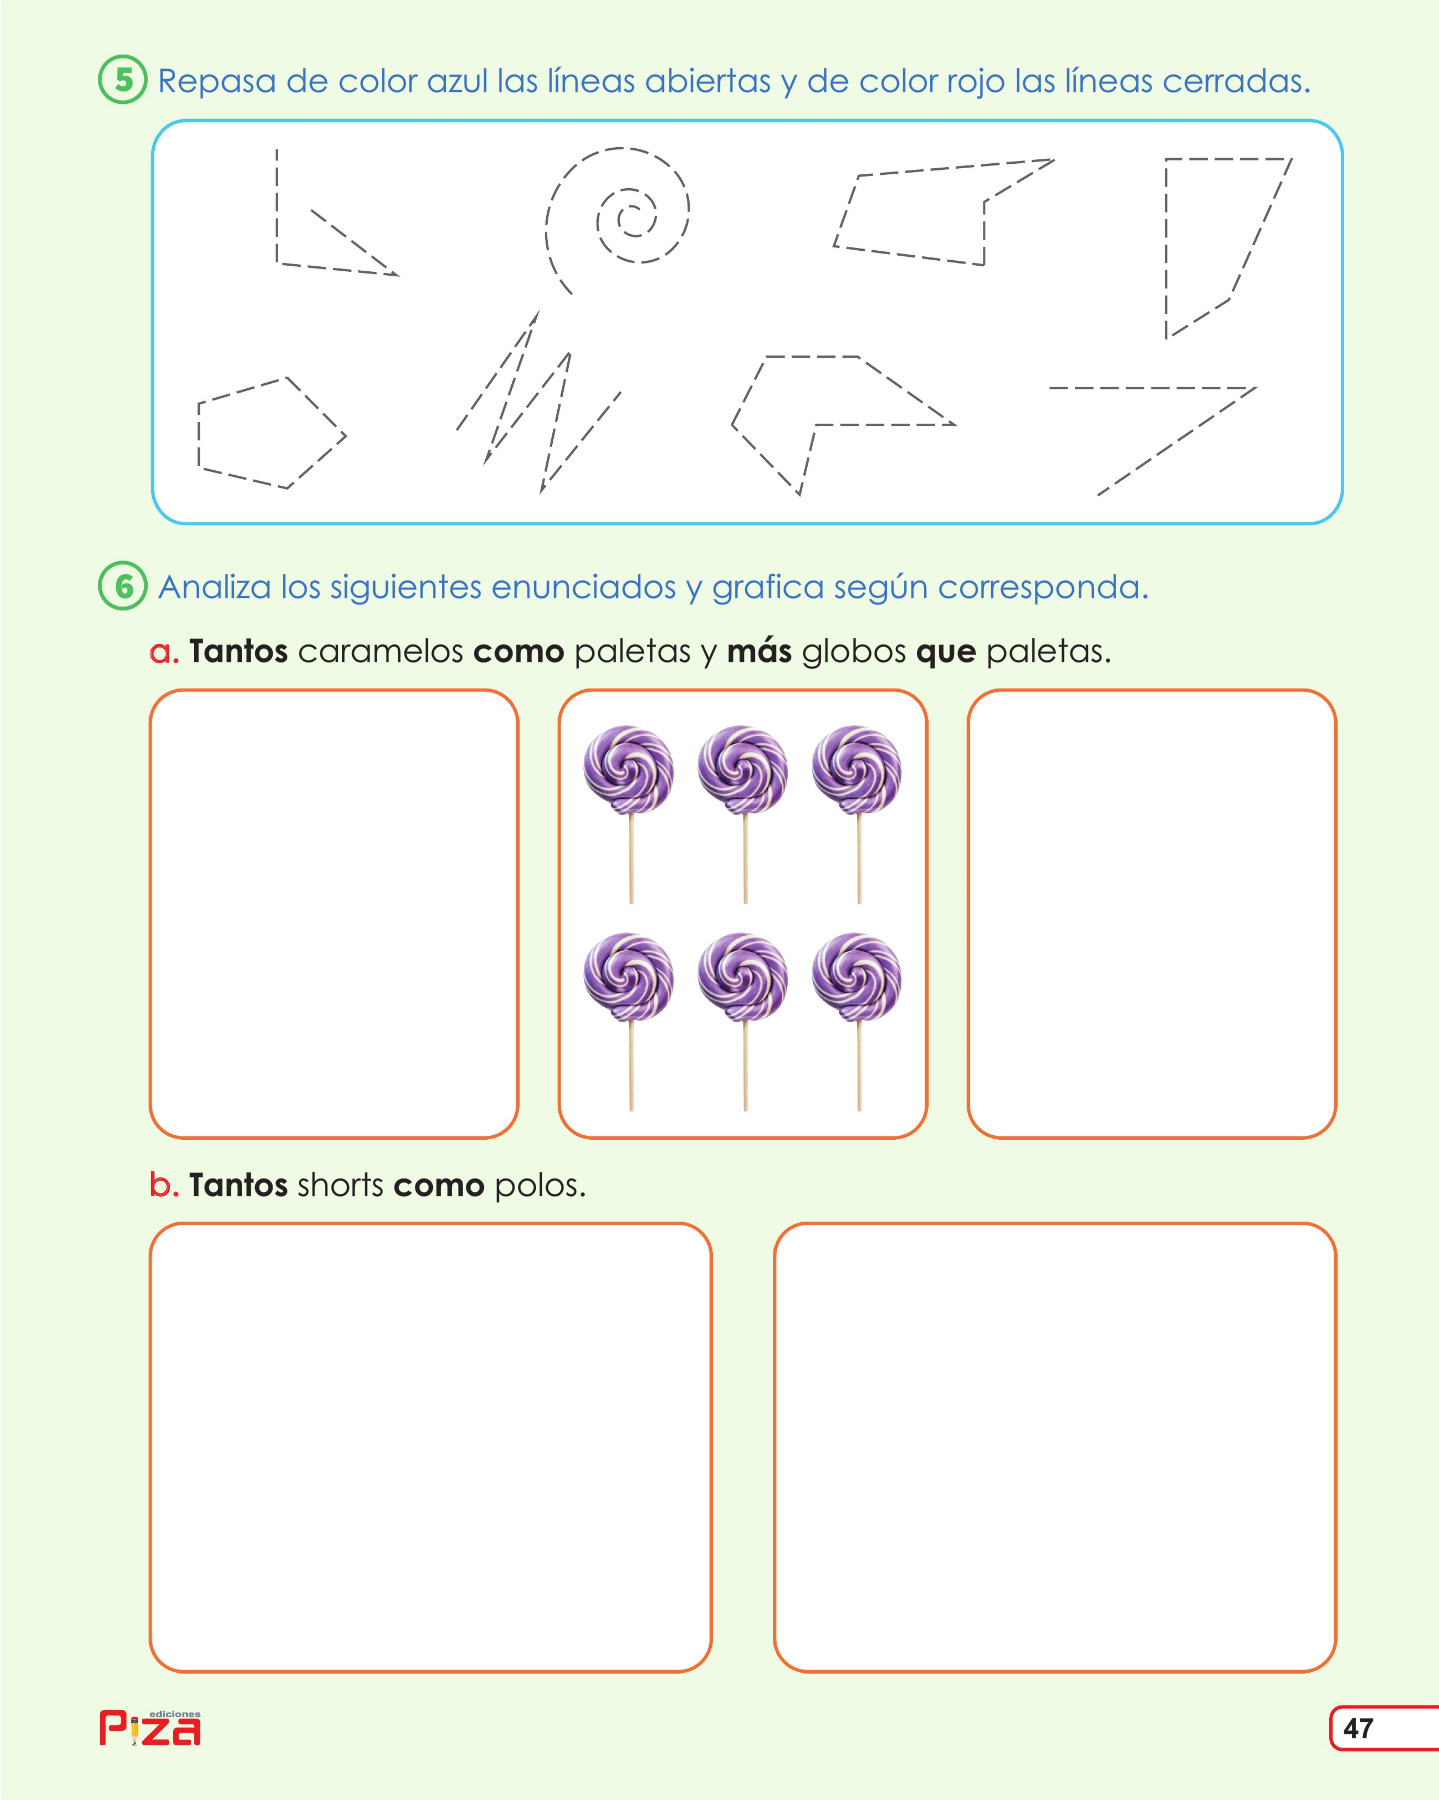 5 Repasa de color azul las líneas abiertas y de color rojo las líneas cerradas.
6 Analiza los siguientes enunciados y grafica según corresponda.
a. Tantos caramelos como paletas y más globos que paletas.
b. Tantos shorts como polos.
ediciones
Piza
47